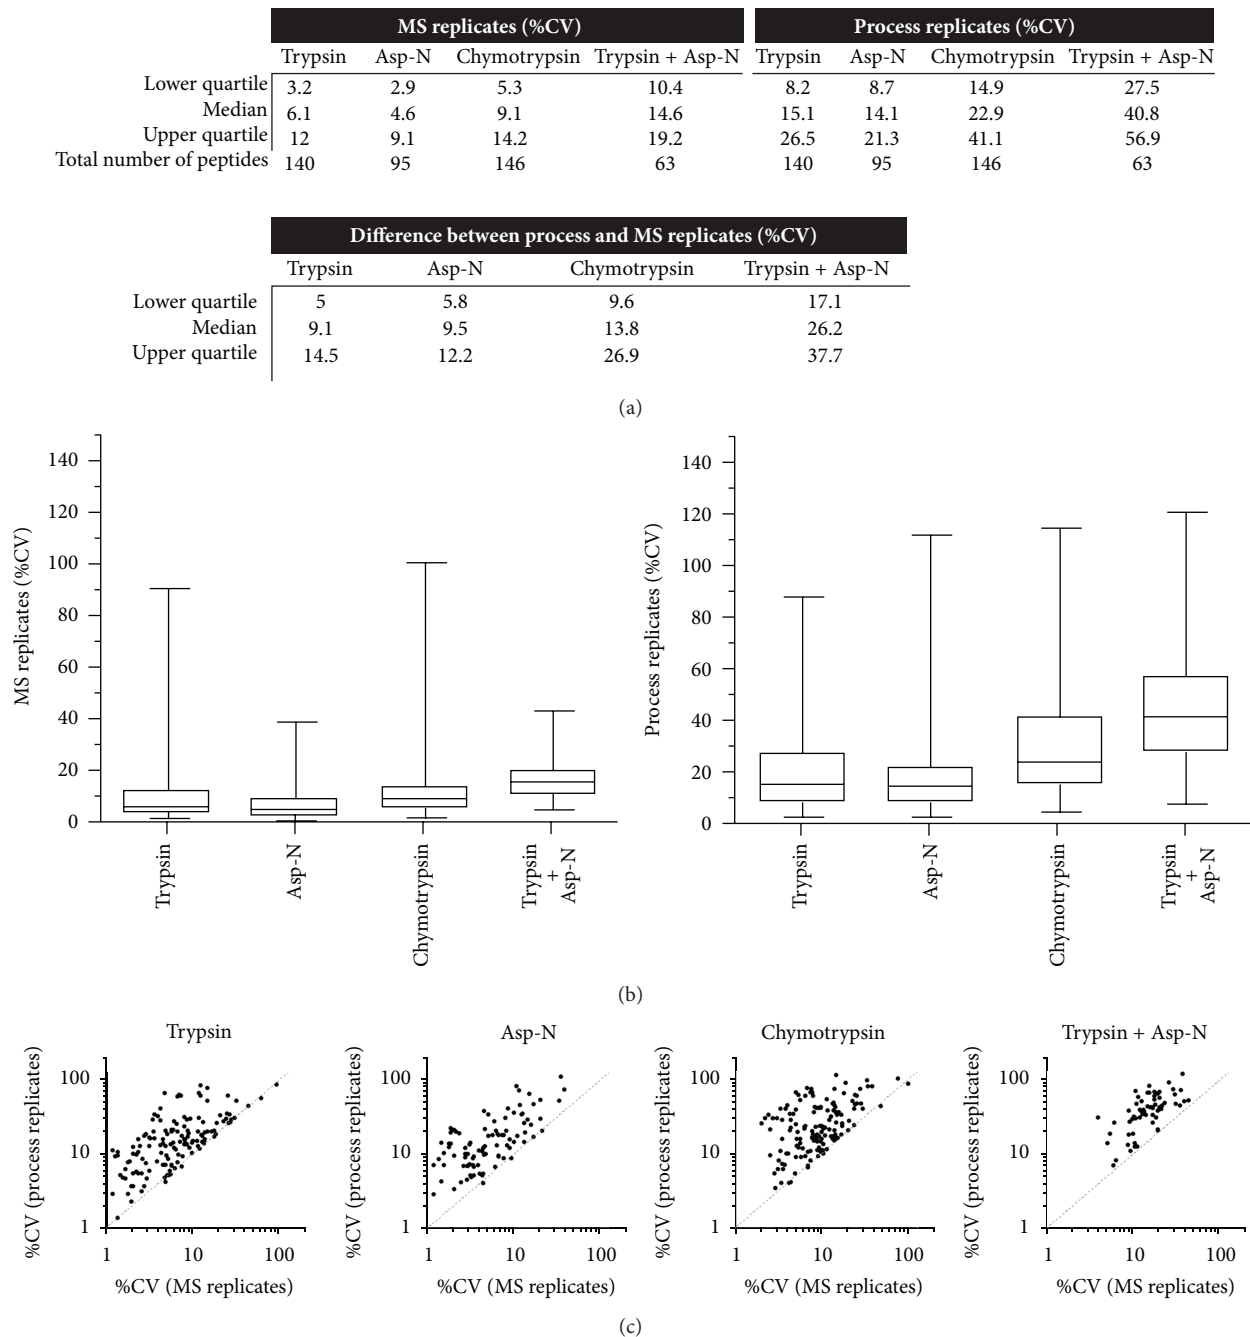 MS replicates (%CV) Process replicates (%CV)
Trypsin Asp-N Chymotrypsin Trypsin + Asp-N Trypsin Asp-N Chymotrypsin Trypsin + Asp-N
Lower quartile 3.2 2.9 5.3 10.4 8.2 8.7 14.9 27.5
Median 6.1 4.6 9.1 14.6 15.1 14.1 22.9 40.8
Upper quartile 12 9.1 14.2 19.2 26.5 21.3 41.1 56.9
Total number of peptides 140 95 146 63 140 95 146 63
Difference between process and MS replicates (%CV)
Trypsin Asp-N Chymotrypsin Trypsin + Asp-N
Lower quartile 5 5.8 9.6 17.1
Median 9.1 9.5 13.8 26.2
Upper quartile 14.5 12.2 26.9 37.7
(a)
MS replicates (%CV)
140
120
100
80
60
40
20
0
Trypsin
Asp-N
Chymotrypsin
Trypsin
+
Asp-N
Process replicates (%CV)
140
120
100
80
60
40
20
0
Trypsin
Asp-N
Chymotrypsin
Trypsin
+
Asp-N
(b)
Trypsin
%CV (process replicates)
100
10
1
1 10 100
%CV (MS replicates)
Asp-N
%CV (process replicates)
100
10
1
1 10 100
%CV (MS replicates)
Chymotrypsin
%CV (process replicates)
100
10
1
1 10 100
%CV (MS replicates)
Trypsin + Asp-N
%CV (process replicates)
100
10
1
1 10 100
%CV (MS replicates)
(c)